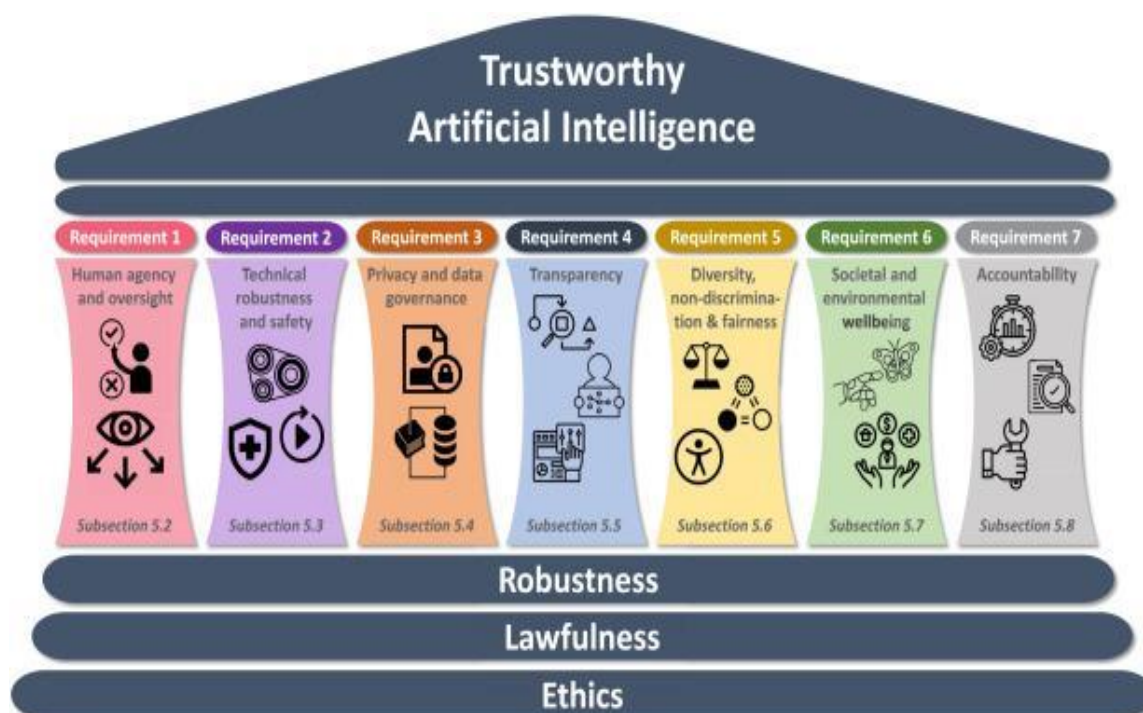 Trustworthy
Artificial Intelligence
Requirement 1
Human agency
and oversight
Subsection 5.2
Requirement 2
Technical
robustness
and safety
Subsection 5.3
Requirement 3
Privacy and data
governance
Subsection 5.4
Requirement 4
Transparency
Subsection 5.5
Requirement 5
Diversity,
non-discrimina-
tion & fairness
Subsection 5.6
Requirement 6
Societal and
environmental
wellbeing
Subsection 5.7
Requirement 7
Accountability
Subsection 5.8
Robustness
Lawfulness
Ethics